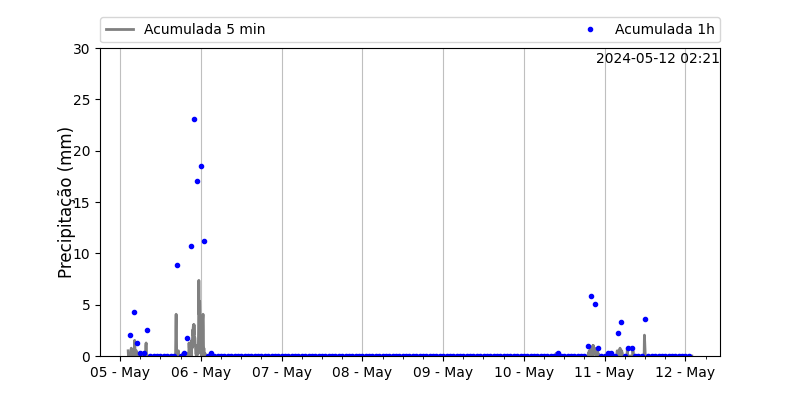 Acumulada 5 min
Acumulada 1h
2024-05-12 02:21
Precipitação (mm)
30
25
20
15
10
5
0
05 - May
06 - May
07 - May
08 - May
09 - May
10 - May
11 - May
12 - May